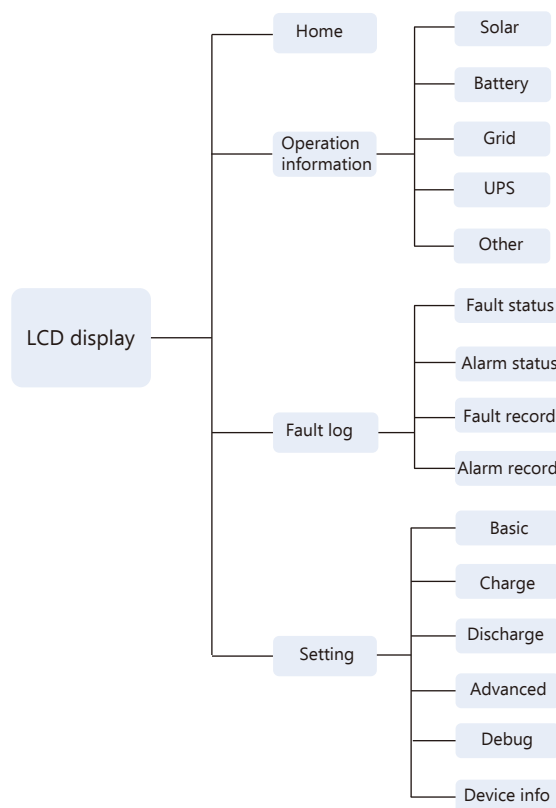 LCD display
Home
Operation
information
Solar
Battery
Grid
UPS
Other
Fault log
Fault status
Alarm status
Fault record
Alarm record
Setting
Basic
Charge
Discharge
Advanced
Debug
Device info